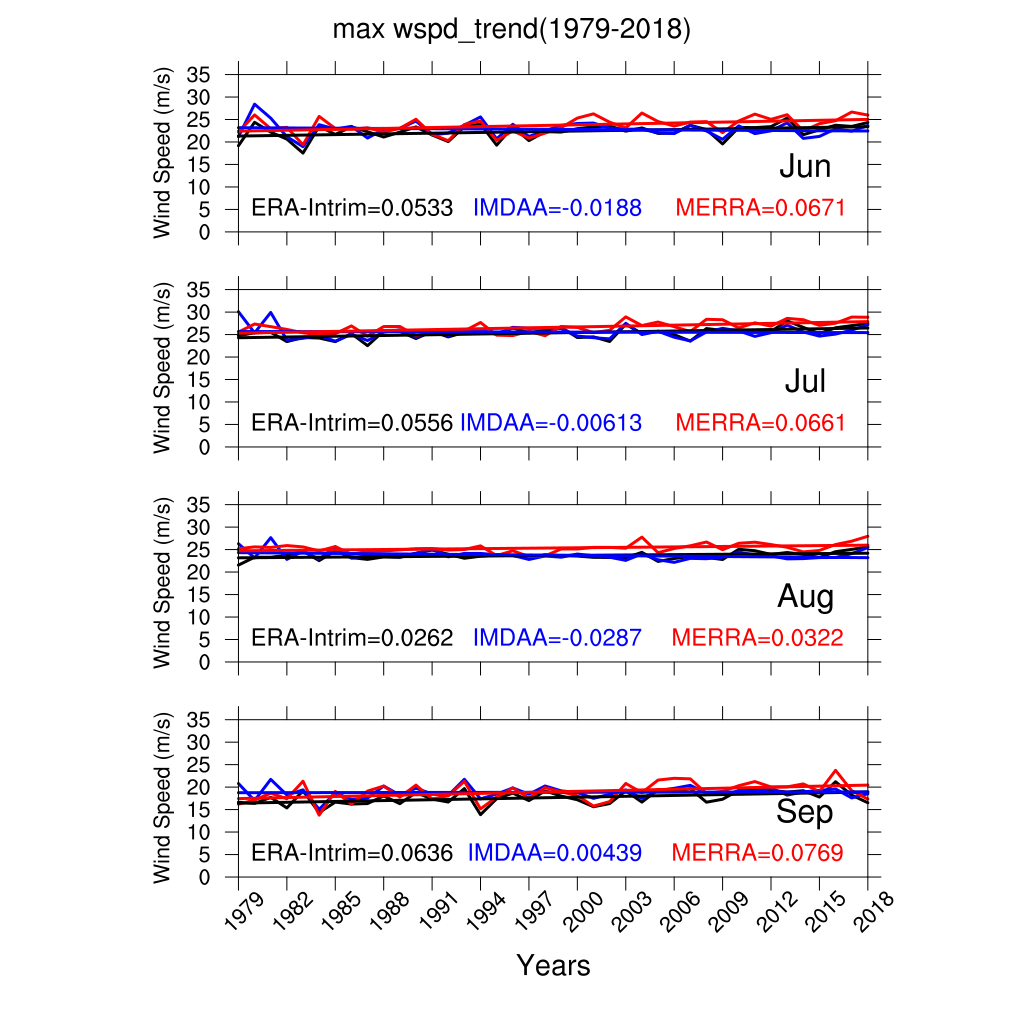 max wspd_trend(1979-2018)
35
30
25
20
15
10
5
0
Wind Speed (m/s)
Jun
ERA-Intrim=0.0533 IMDAA=-0.0188 MERRA=0.0671
35
30
25
20
15
10
5
0
Wind Speed (m/s)
Jul
ERA-Intrim=0.0556 IMDAA=-0.00613 MERRA=0.0661
35
30
25
20
15
10
5
0
Wind Speed (m/s)
Aug
ERA-Intrim=0.0262 IMDAA=-0.0287 MERRA=0.0322
35
30
25
20
15
10
5
0
Wind Speed (m/s)
Sep
ERA-Intrim=0.0636 IMDAA=0.00439 MERRA=0.0769
1979 1982 1985 1988 1991 1994 1997 2000 2003 2006 2009 2012 2015 2018
Years